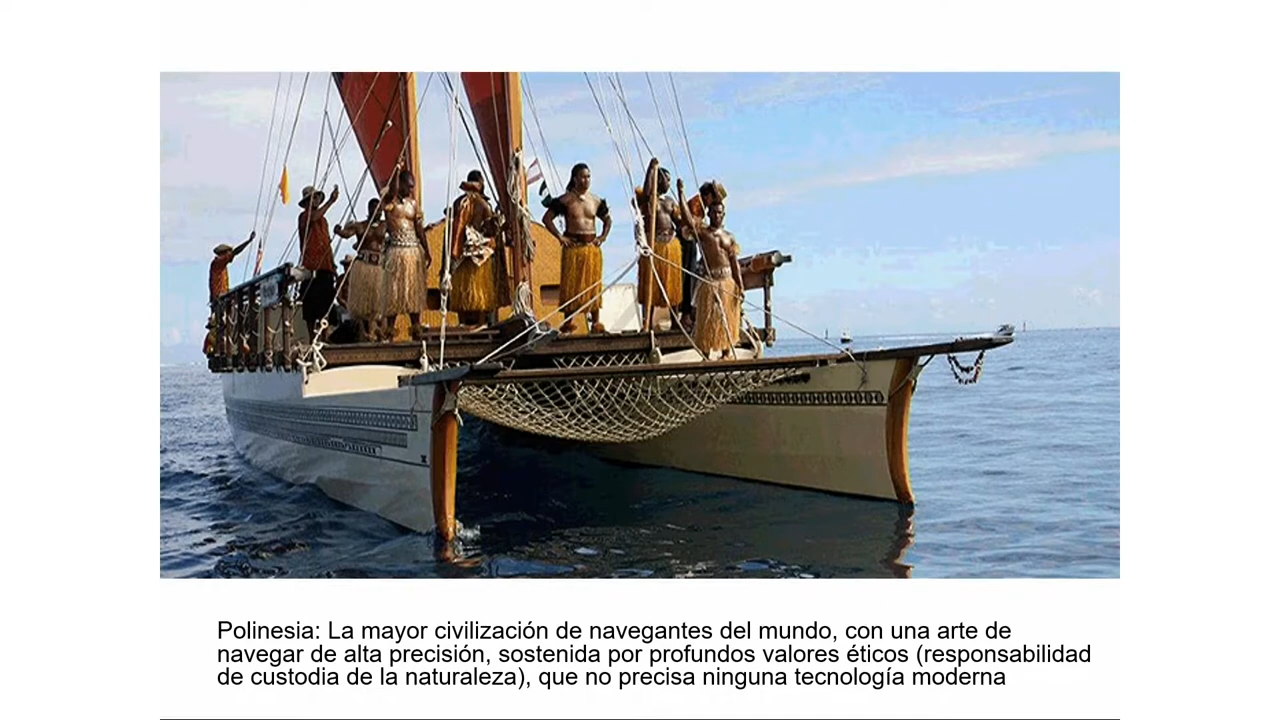 Polinesia: La mayor civilización de navegantes del mundo, con una arte de
navegar de alta precisión, sostenida por profundos valores éticos (responsabilidad
de custodia de la naturaleza), que no precisa ninguna tecnología moderna